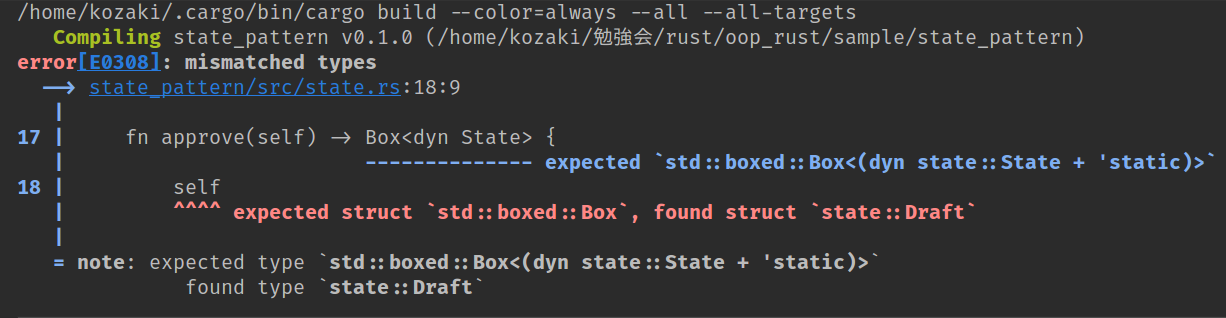 /home/kozaki/.cargo/bin/cargo build --color=always --all --all-targets
   Compiling state_pattern v0.1.0 (/home/kozaki/勉強会/rust/oop_rust/sample/state_pattern)
error[E0308]: mismatched types
  --> state_pattern/src/state.rs:18:9
   |
17 |     fn approve(self) -> Box<dyn State> {
   |                         -------------- expected `std::boxed::Box<(dyn state::State + 'static)>`
18 |         self
   |         ^^^^ expected struct `std::boxed::Box`, found struct `state::Draft`
   |
   = note: expected type `std::boxed::Box<(dyn state::State + 'static)>`
              found type `state::Draft`